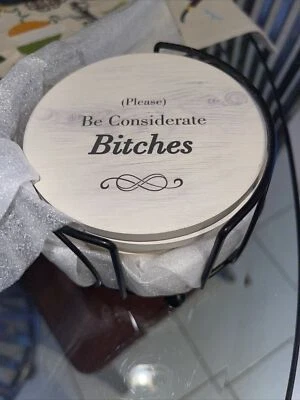 (Please)
Be Considerate
Bitches